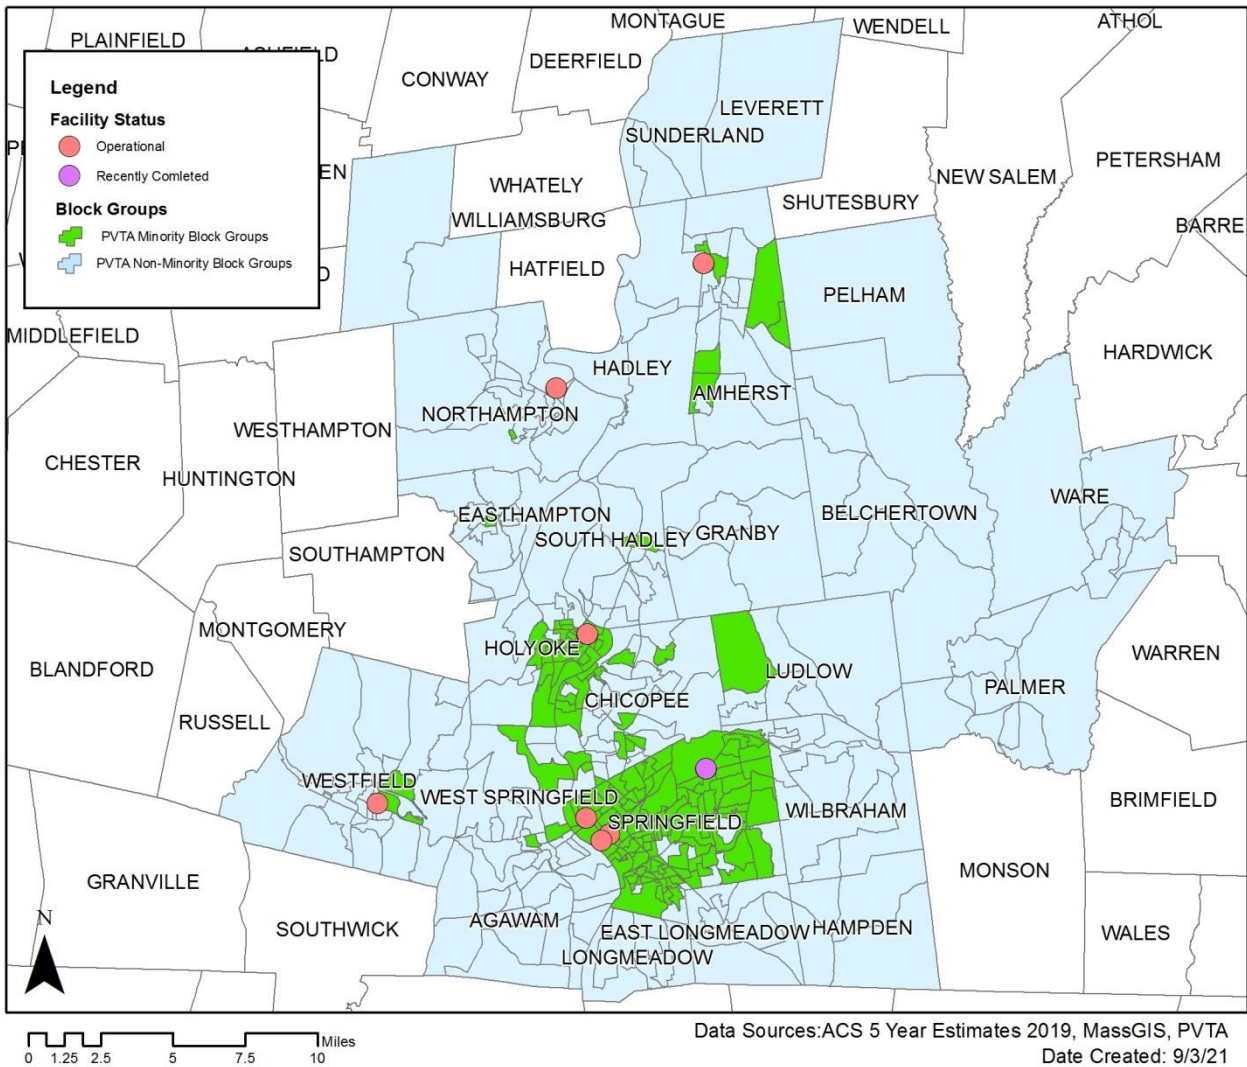 MONTAGUE
WENDELL
ATHOL
PLAINFIELD
DEERFIELD
CONWAY
LEVERETT
SUNDERLAND
Legend
Facility Status
Operational
Recently Comleted
Block Groups
PVTA Minority Block Groups
PVTA Non-Minority Block Groups
EN
D
PETERSHAM
NEW SALEM
WHATELY
SHUTESBURY
WILLIAMSBURG
BARRE
HATFIELD
PELHAM
MIDDLEFIELD
HARDWICK
HADLEY
AMHERST
NORTHAMPTON
WESTHAMPTON
CHESTER
HUNTINGTON
WARE
EASTHAMPTON
BELCHERTOWN
GRANBY
SOUTH HADLEY
SOUTHAMPTON
MONTGOMERY
HOLYOKE
WARREN
BLANDFORD
LUDLOW
PALMER
CHICOPEE
RUSSELL
WESTFIELD
WEST SPRINGFIELD
BRIMFIELD
WILBRAHAM
SPRINGFIELD
MONSON
GRANVILLE
N
AGAWAM
SOUTHWICK
HAMPDEN
EAST LONGMEADOW
WALES
LONGMEADOW
Data Sources:ACS 5 Year Estimates 2019, MassGIS, PVTA
Miles
0 1.25 2.5 5 7.5 10
Date Created: 9/3/21